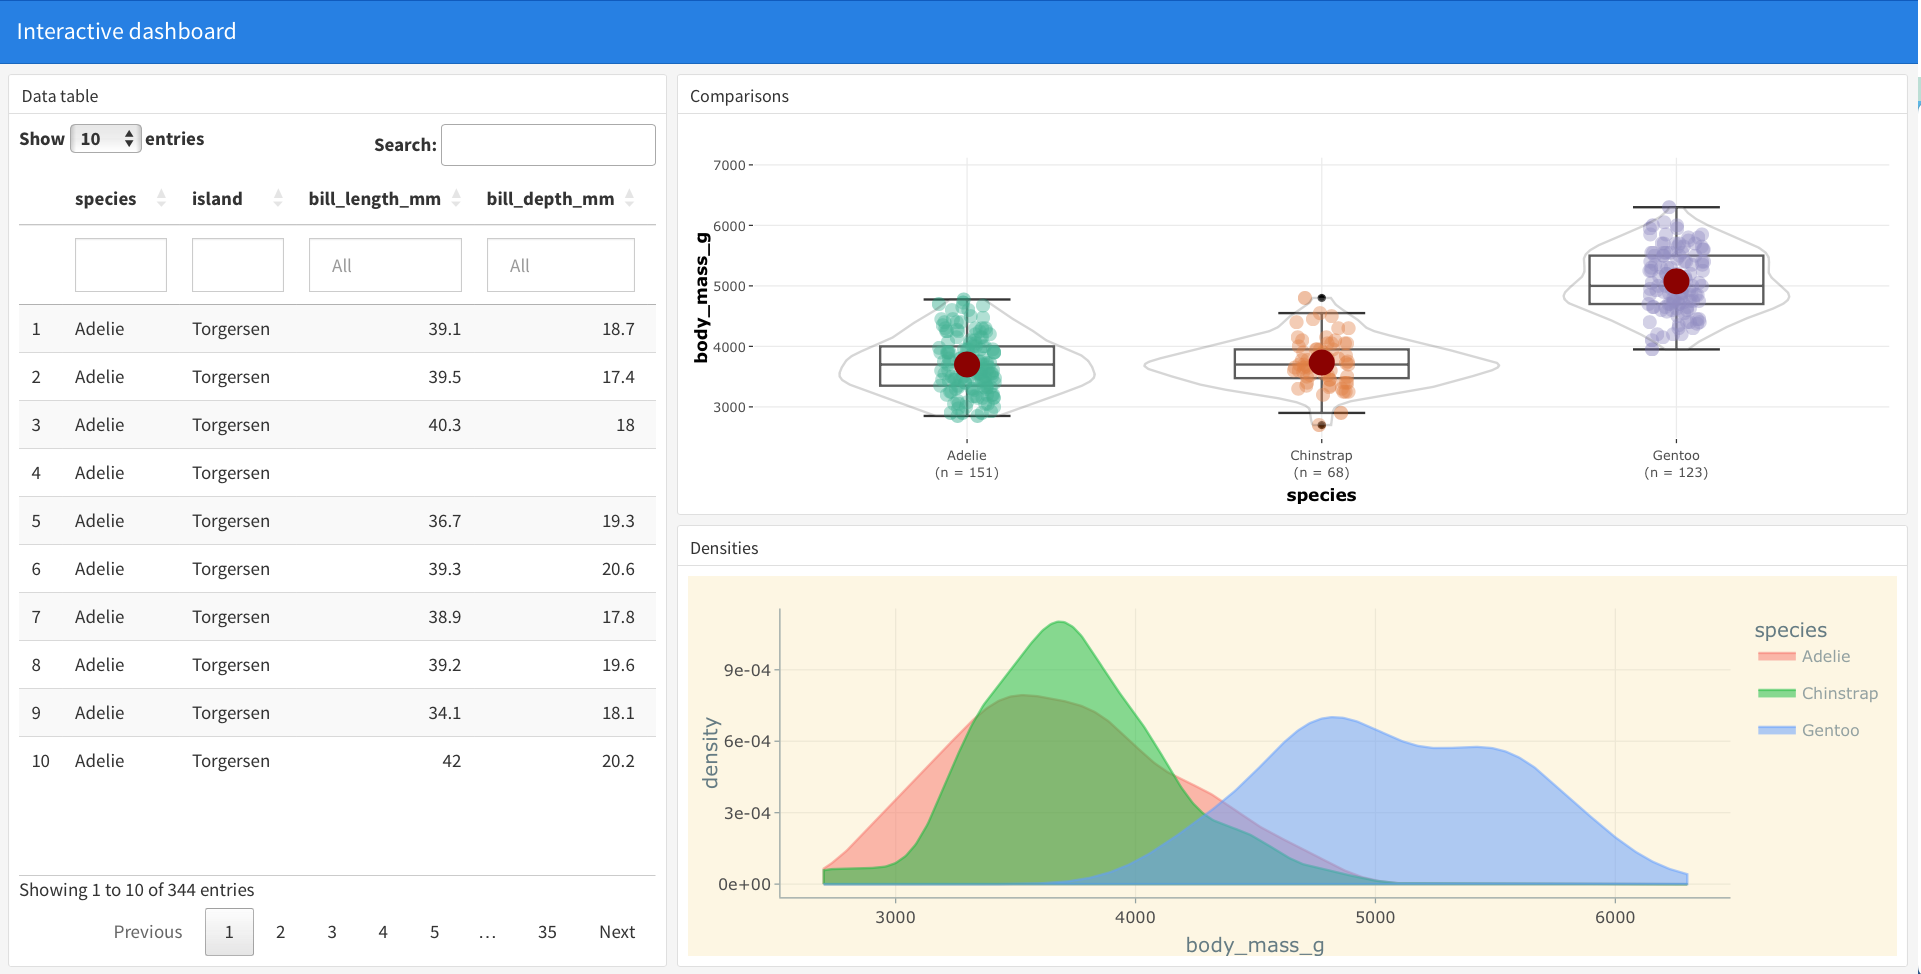 Interactive dashboard
Data table
Show 10 entries
Search:
species island bill_length_mm bill_depth_mm
All All
1 Adelie Torgersen 39.1 18.7
2 Adelie Torgersen 39.5 17.4
3 Adelie Torgersen 40.3 18
4 Adelie Torgersen
5 Adelie Torgersen 36.7 19.3
6 Adelie Torgersen 39.3 20.6
7 Adelie Torgersen 38.9 17.8
8 Adelie Torgersen 39.2 19.6
9 Adelie Torgersen 34.1 18.1
10 Adelie Torgersen 42 20.2
Showing 1 to 10 of 344 entries
Previous 1 2 3 4 5 … 35 Next
Comparisons
body_mass_g
7000
6000
5000
4000
3000
Adelie Chinstrap Gentoo
(n = 151) (n = 68) (n = 123)
species
Densities
density
9e-04
6e-04
3e-04
0e+00
3000 4000 5000 6000
body_mass_g
species
Adelie
Chinstrap
Gentoo